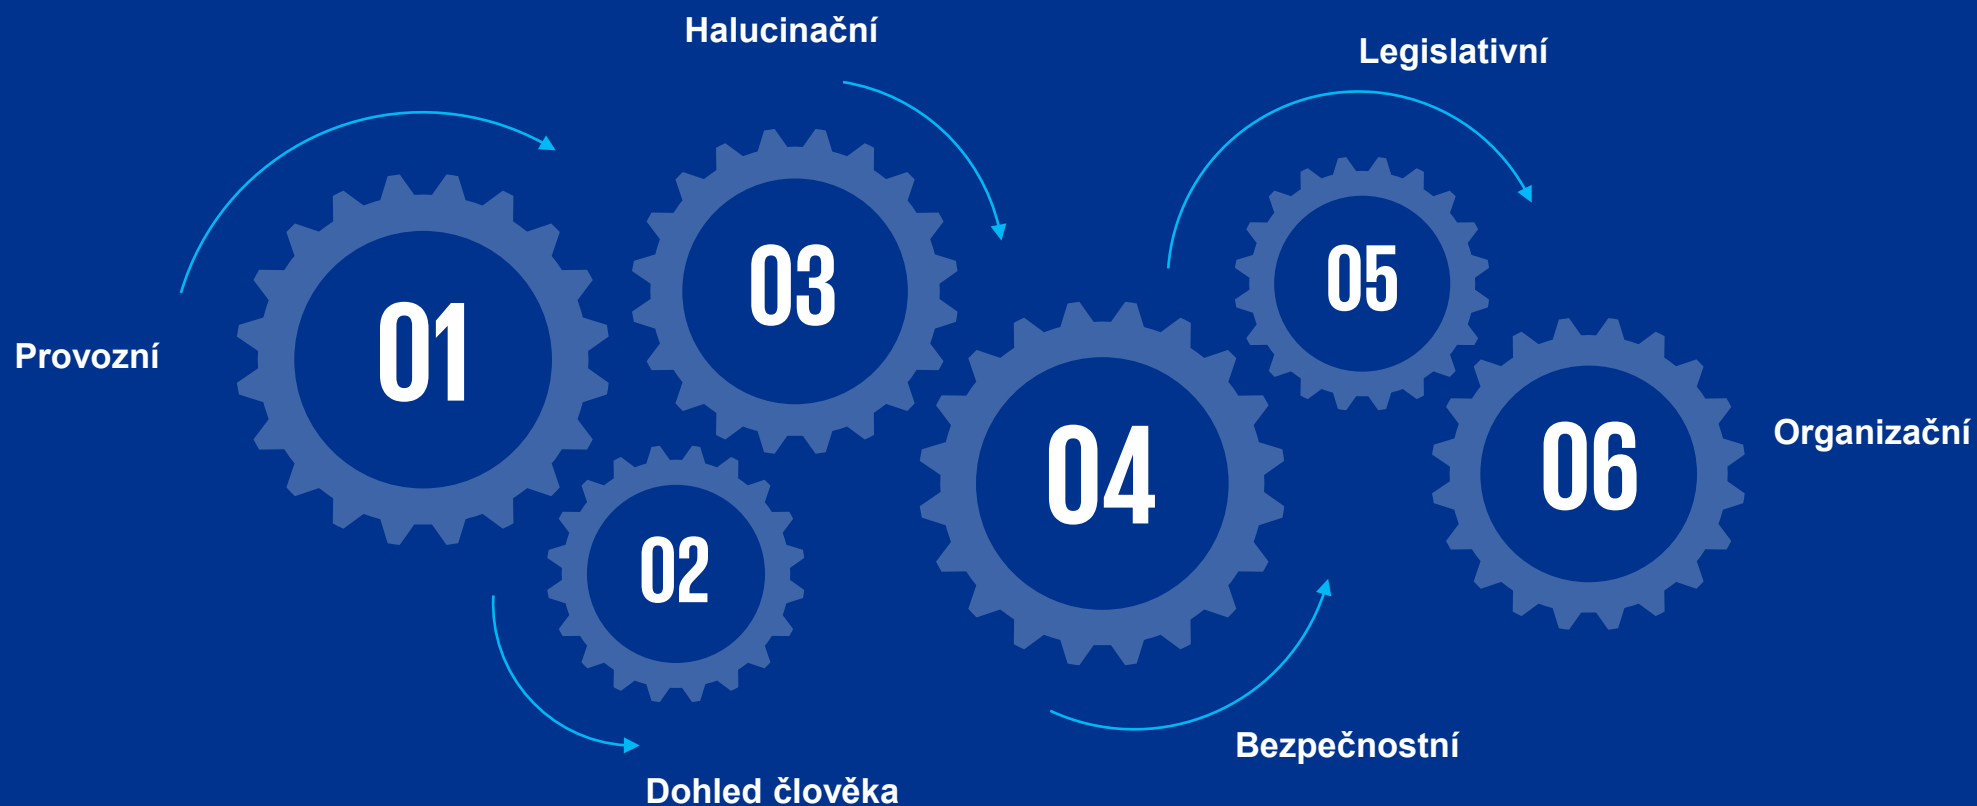 Provozní
01
02
Dohled člověka
Halucinační
03
04
Bezpečnostní
Legislativní
05
06
Organizační